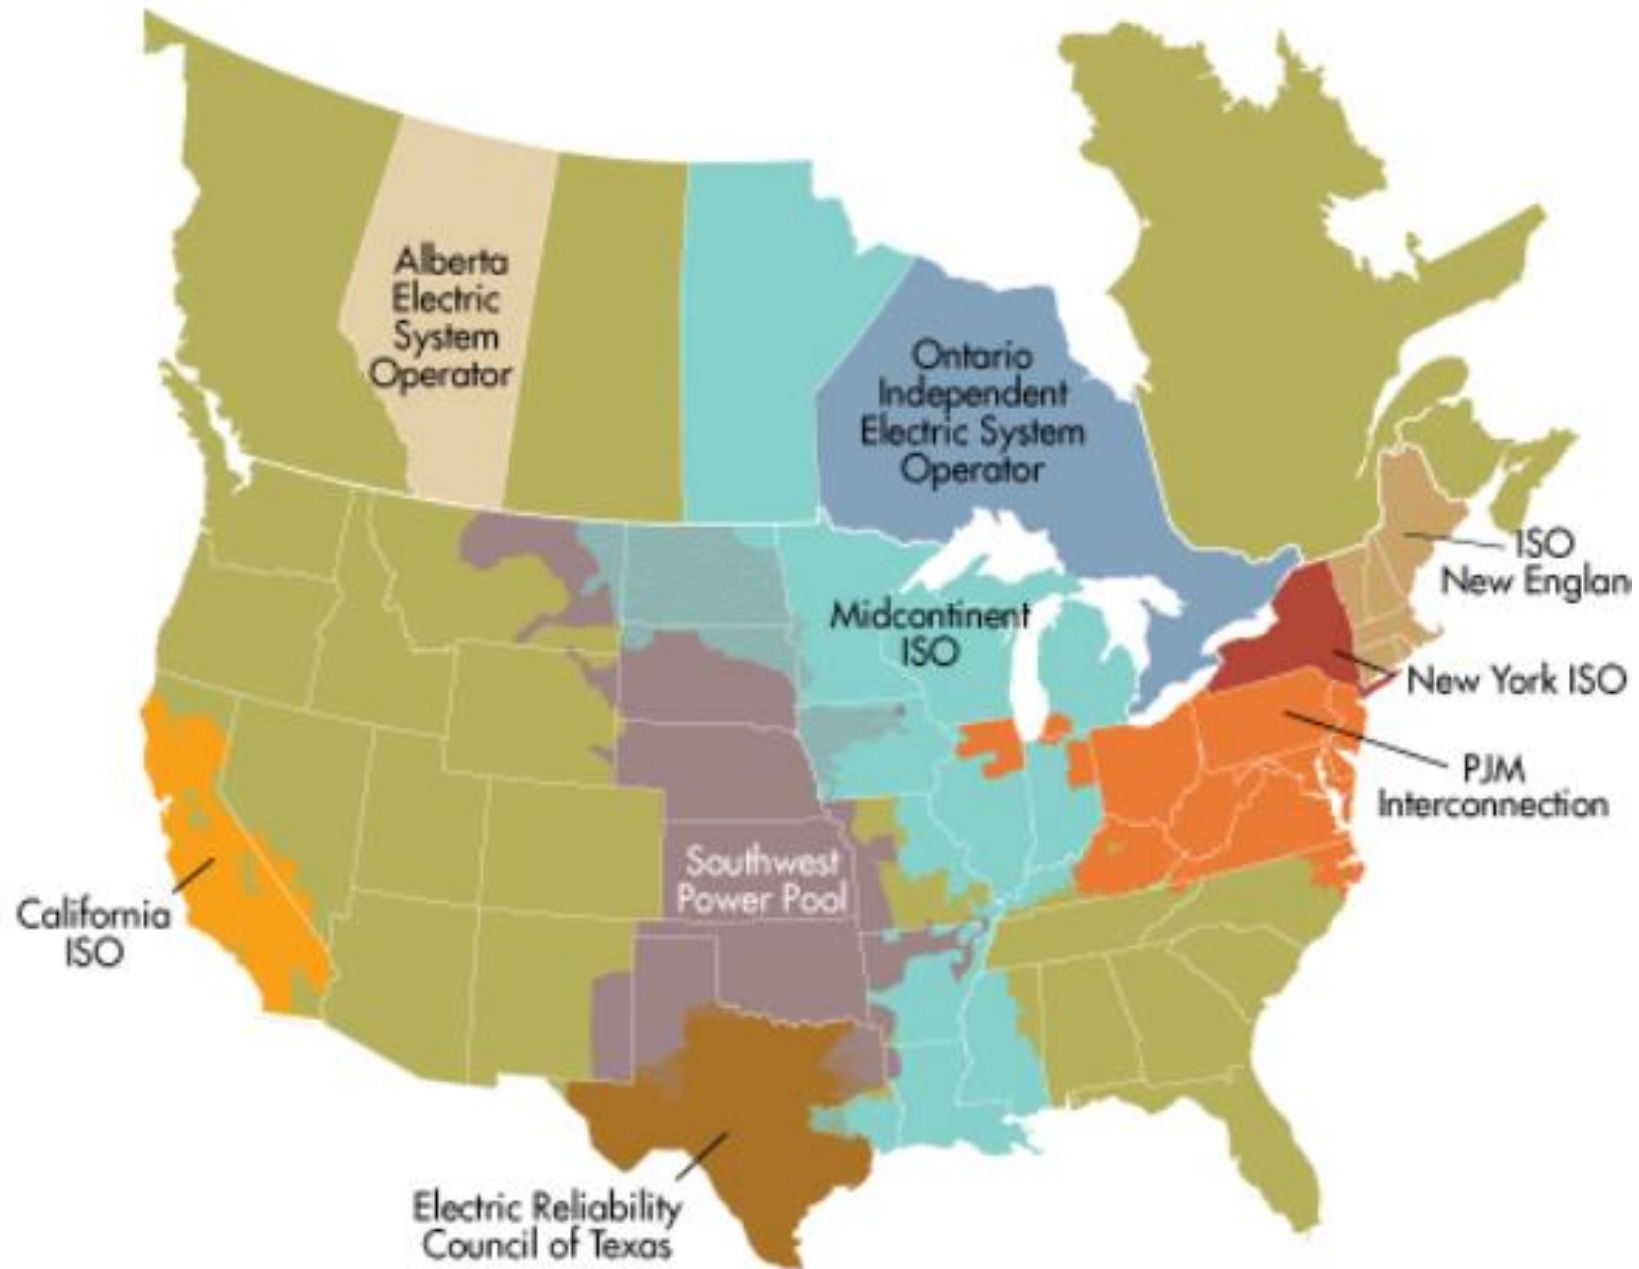 Alberta
Electric
System
Operator
Ontario
Independent
Electric System
Operator
ISO
New Englan
Midcontinent
ISO
New York ISO
PJM
Interconnection
Southwest
Power Pool
California
ISO
Electric Reliability
Council of Texas